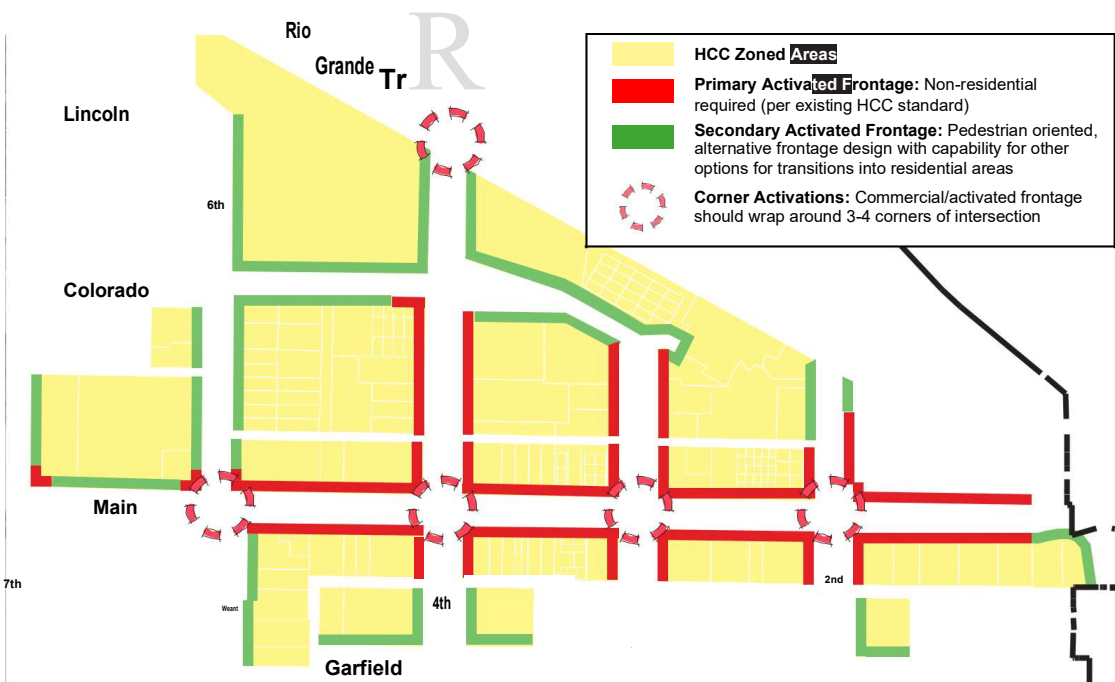 Rio
Grande Tr R
Lincoln
HCC Zoned Areas
Primary Activated Frontage: Non-residential
required (per existing HCC standard)
Secondary Activated Frontage: Pedestrian oriented,
alternative frontage design with capability for other
options for transitions into residential areas
Corner Activations: Commercial/activated frontage
should wrap around 3-4 corners of intersection
6th
Colorado
Main
7th
2nd
Weant
4th
Garfield